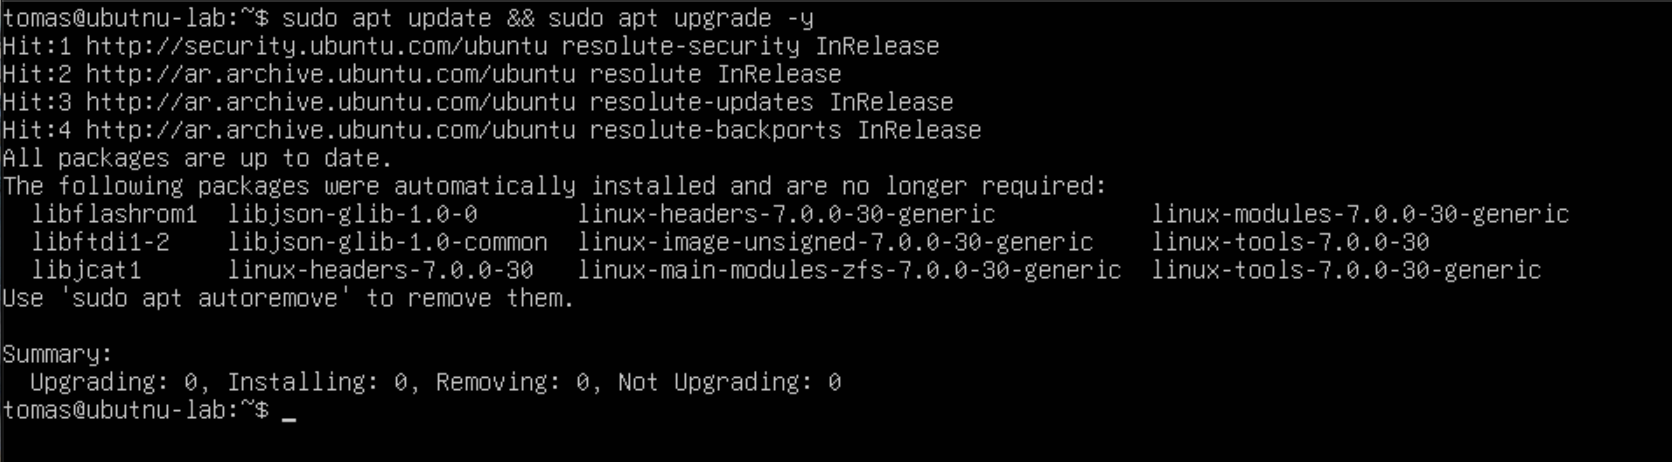 tomas@ubutnu-lab:~$ sudo apt update && sudo apt upgrade -y
Hit:1 http://security.ubuntu.com/ubuntu resolute-security InRelease
Hit:2 http://ar.archive.ubuntu.com/ubuntu resolute InRelease
Hit:3 http://ar.archive.ubuntu.com/ubuntu resolute-updates InRelease
Hit:4 http://ar.archive.ubuntu.com/ubuntu resolute-backports InRelease
All packages are up to date.
The following packages were automatically installed and are no longer required:
  libflashrom1  libjson-glib-1.0-0       linux-headers-7.0.0-30-generic           linux-modules-7.0.0-30-generic
  libftdi1-2    libjson-glib-1.0-common  linux-image-unsigned-7.0.0-30-generic    linux-tools-7.0.0-30
  libjcat1      linux-headers-7.0.0-30   linux-main-modules-zfs-7.0.0-30-generic  linux-tools-7.0.0-30-generic
Use 'sudo apt autoremove' to remove them.

Summary:
  Upgrading: 0, Installing: 0, Removing: 0, Not Upgrading: 0
tomas@ubutnu-lab:~$ _